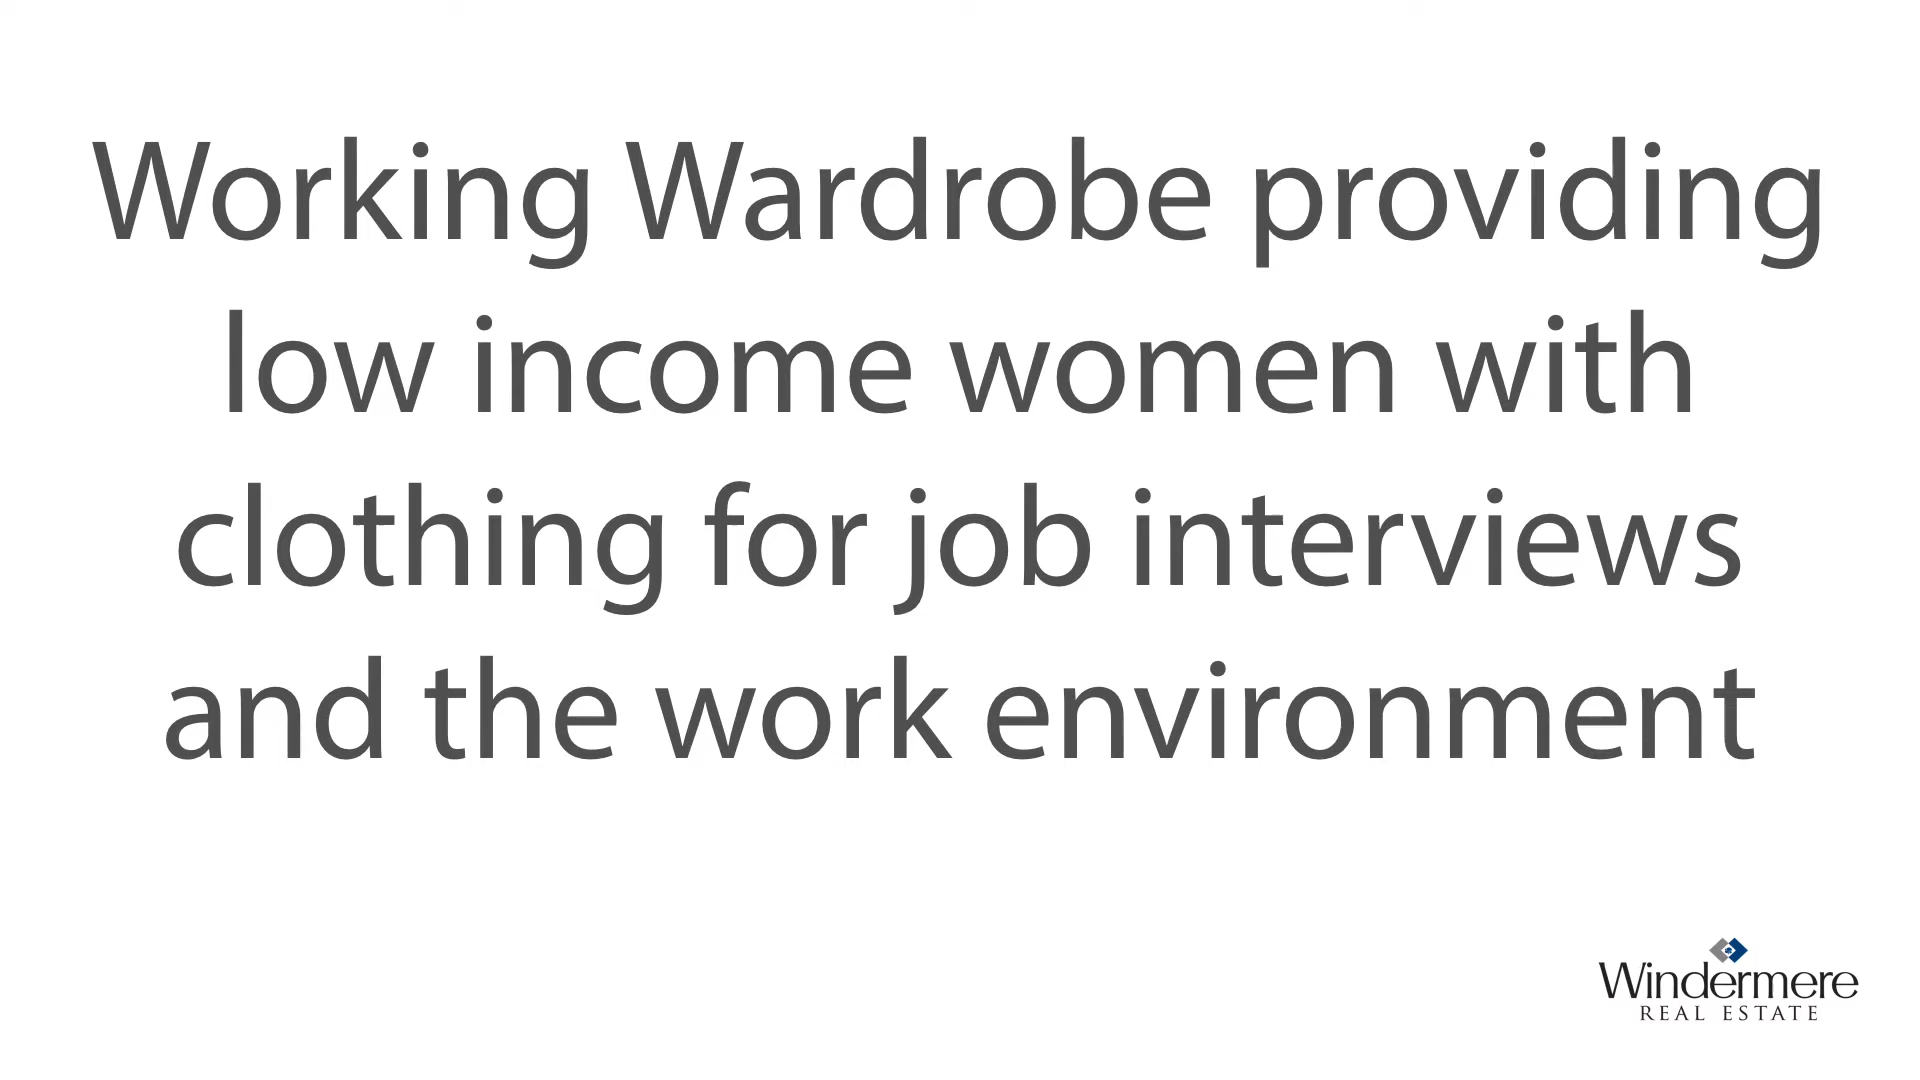 Working Wardrobe providing
low income women with
clothing for job interviews
and the work environment
Windermere
REAL ESTATE